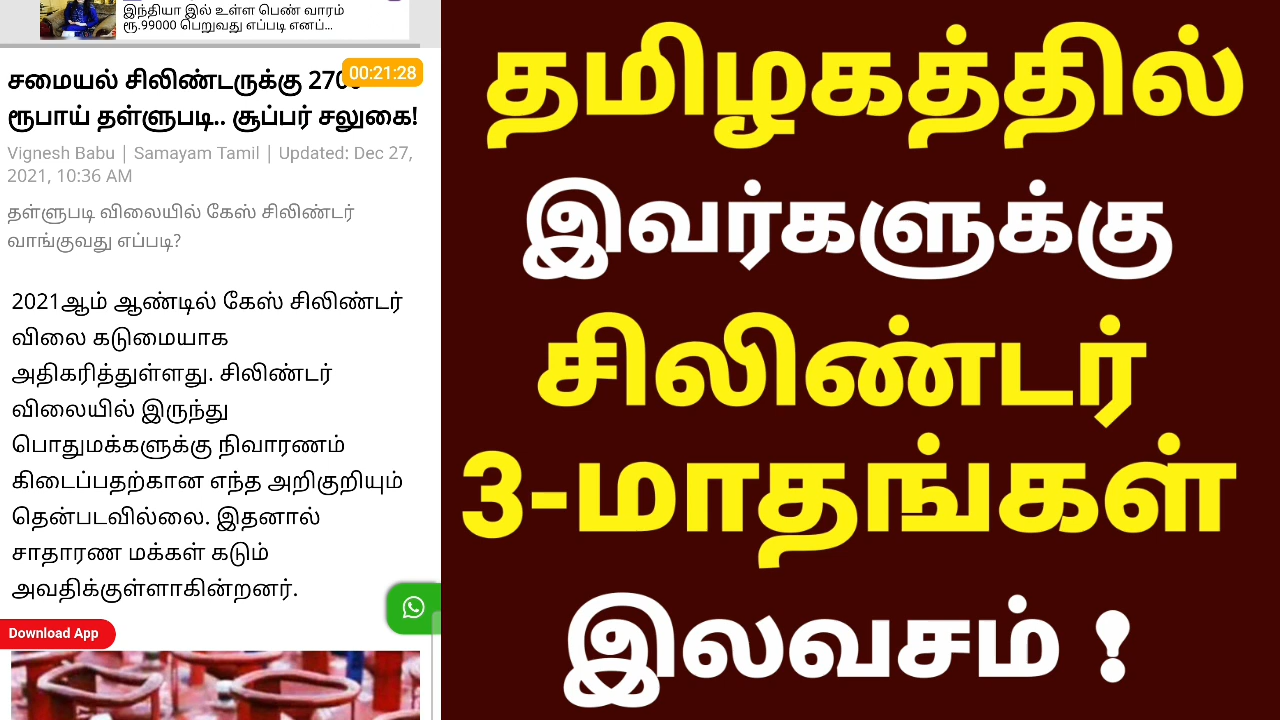 இந்தியா இல் உள்ள பெண் வாரம்
ரூ.99000 பெறுவது எப்படி எனப்...
சமையல் சிலிண்டருக்கு 2700
00:21:28
ரூபாய் தள்ளுபடி.. சூப்பர் சலுகை!
Vignesh Babu | Samayam Tamil | Updated: Dec 27,
2021, 10:36 AM
தள்ளுபடி விலையில் கேஸ் சிலிண்டர்
வாங்குவது எப்படி?
2021ஆம் ஆண்டில் கேஸ் சிலிண்டர்
விலை கடுமையாக
அதிகரித்துள்ளது. சிலிண்டர்
விலையில் இருந்து
பொதுமக்களுக்கு நிவாரணம்
கிடைப்பதற்கான எந்த அறிகுறியும்
தென்படவில்லை. இதனால்
சாதாரண மக்கள் கடும்
அவதிக்குள்ளாகின்றனர்.
Download App
தமிழகத்தில்
இவர்களுக்கு
சிலிண்டர்
3-மாதங்கள்
இலவசம் !